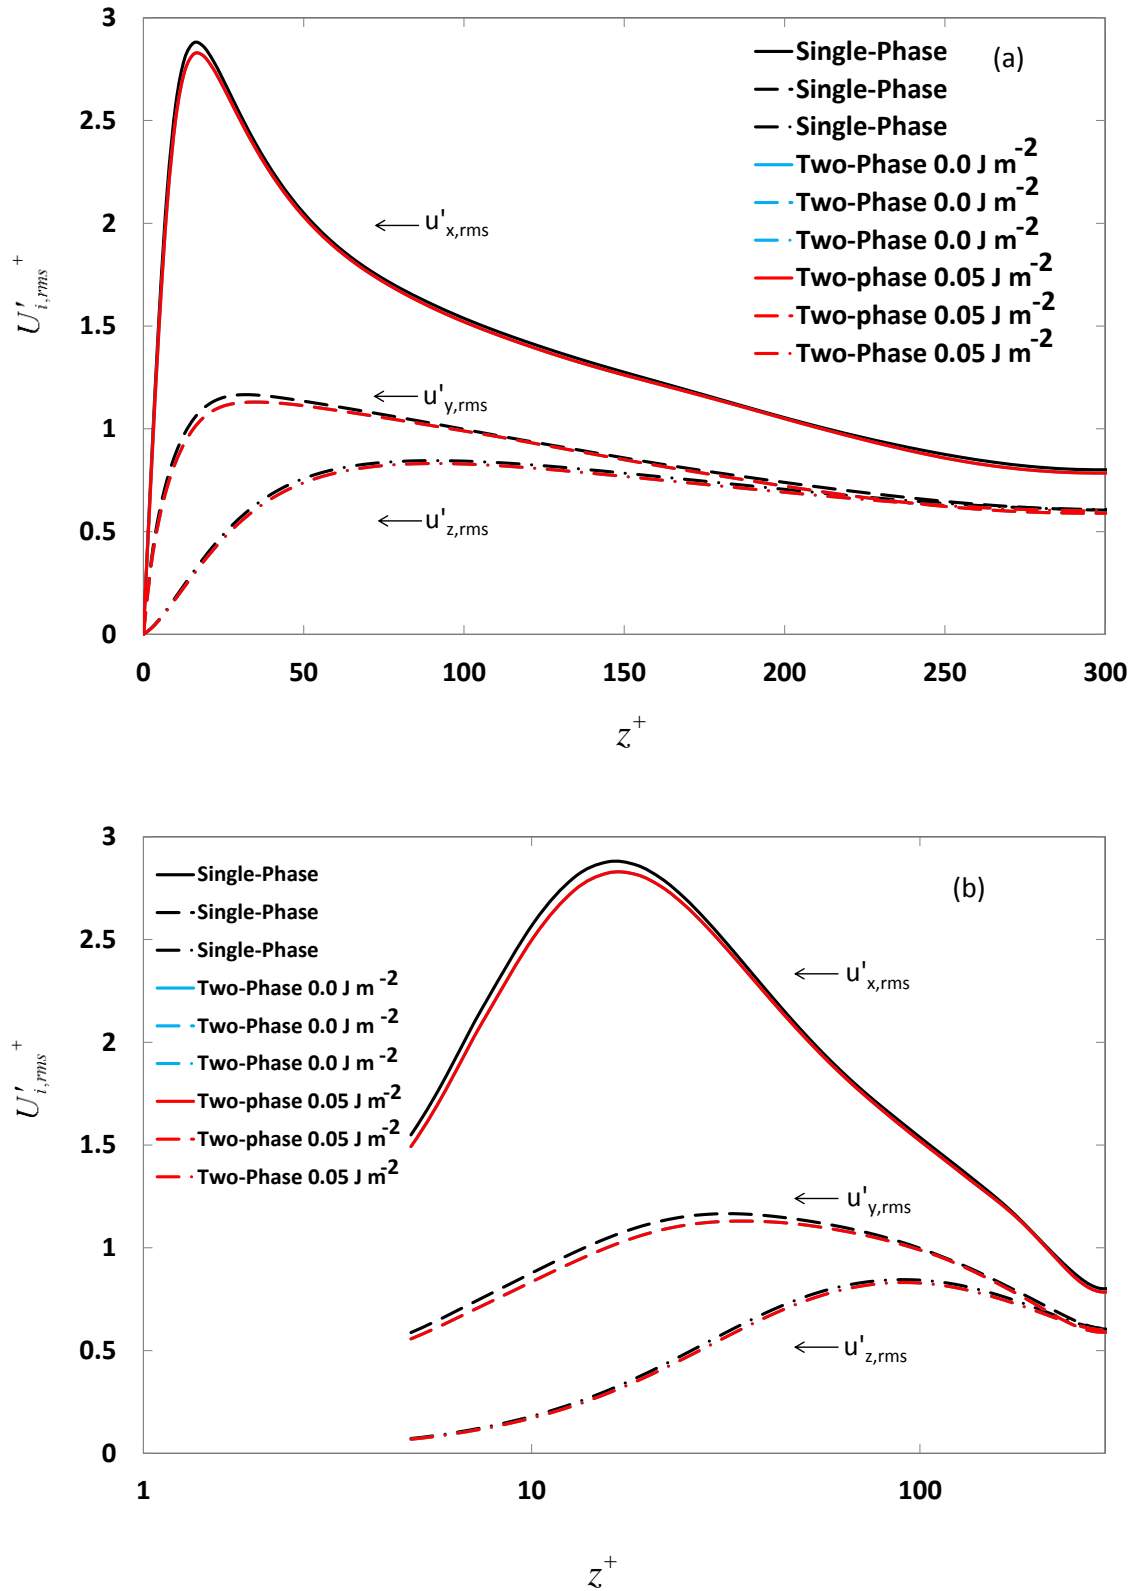 3
2.5
2
1.5
1
0.5
0
U'i,rms +
Single-Phase
Single-Phase
Single-Phase
Two-Phase 0.0 J m-2
Two-Phase 0.0 J m-2
Two-Phase 0.0 J m-2
Two-phase 0.05 J m-2
Two-phase 0.05 J m-2
Two-Phase 0.05 J m-2
(a)
← u'x,rms
← u'y,rms
← u'z,rms
0 50 100 150 200 250 300
z+
3
2.5
2
1.5
1
0.5
0
U'i,rms +
Single-Phase
Single-Phase
Single-Phase
Two-Phase 0.0 J m-2
Two-Phase 0.0 J m-2
Two-Phase 0.0 J m-2
Two-phase 0.05 J m-2
Two-phase 0.05 J m-2
Two-Phase 0.05 J m-2
(b)
← u'x,rms
← u'y,rms
← u'z,rms
1 10 100
z+